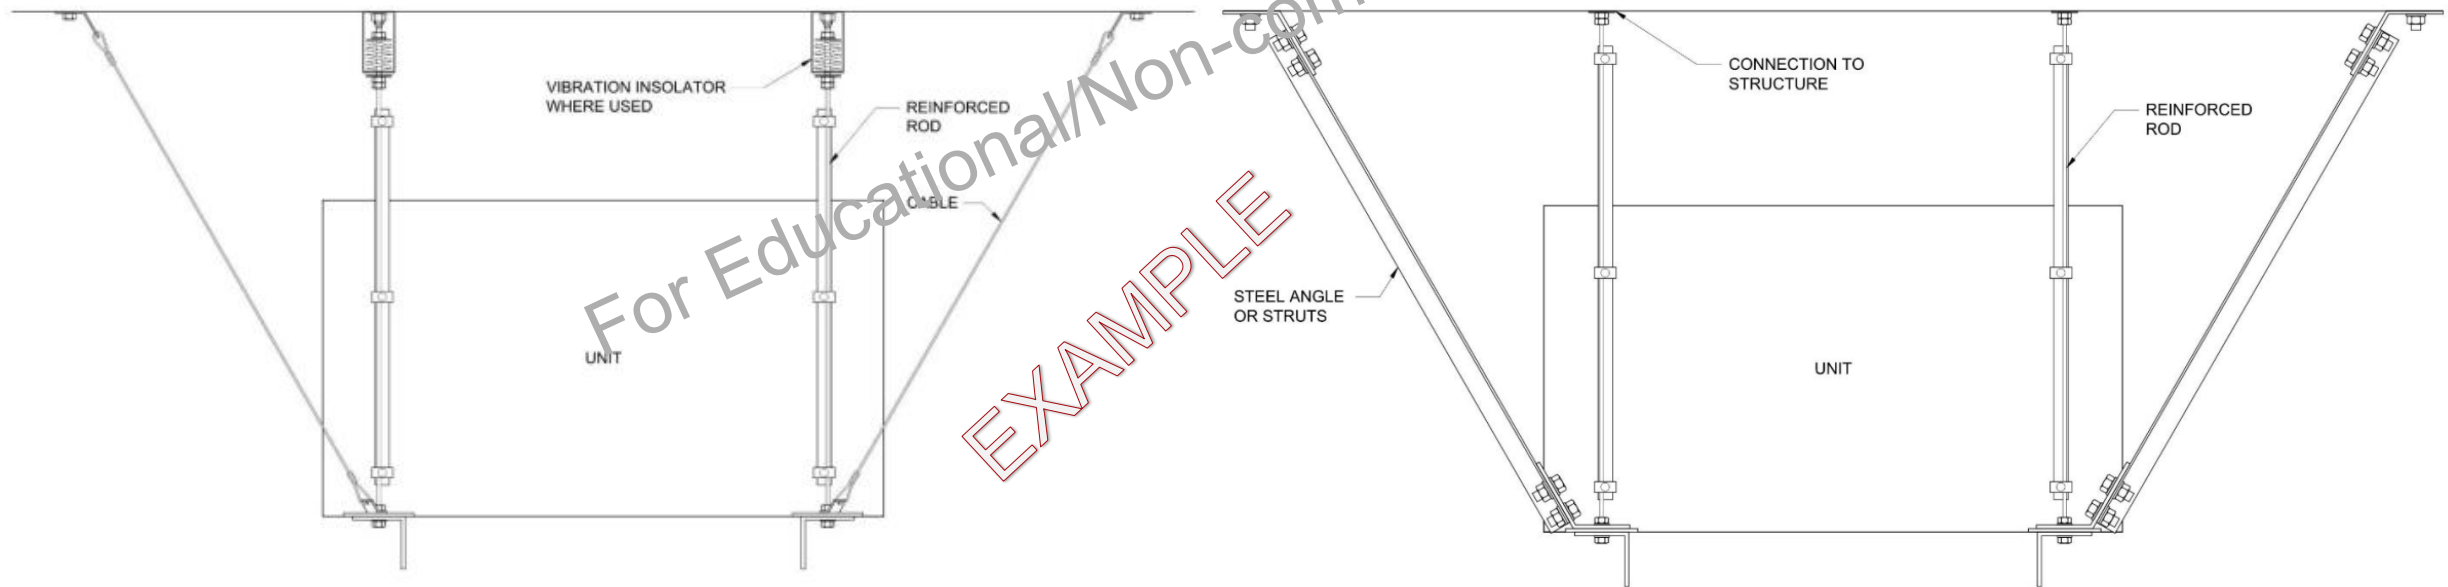 VIBRATION INSOLATOR
WHERE USED
REINFORCED
ROD
CABLE
UNIT
For Educational/Non-com
EXAMPLE
CONNECTION TO
STRUCTURE
REINFORCED
ROD
STEEL ANGLE
OR STRUTS
UNIT